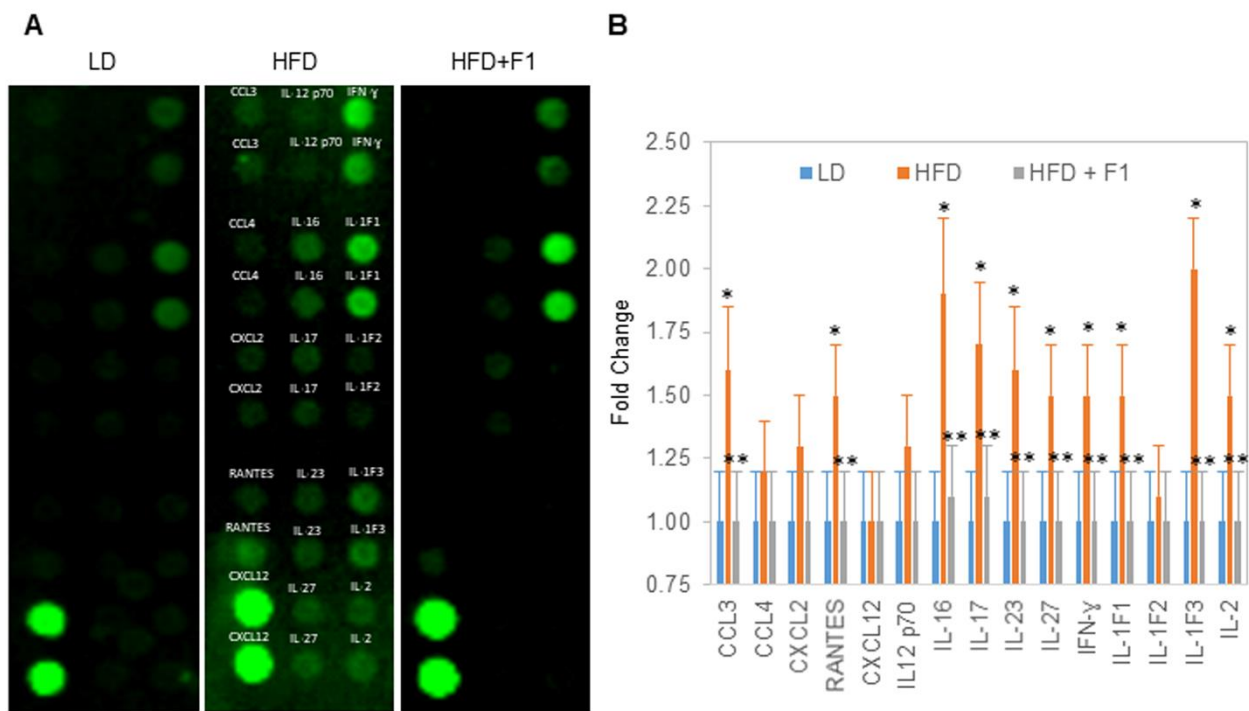 A
LD
HFD
HFD+F1
CCL3 IL-12 p70 IFN-γ
CCL3 IL-12 p70 IFN-γ
CCL4 IL-16 IL-1F1
CCL4 IL-16 IL-1F1
CXCL2 IL-17 IL-1F2
CXCL2 IL-17 IL-1F2
RANTES IL-23 IL-1F3
RANTES IL-23 IL-1F3
CXCL12 IL-27 IL-2
CXCL12 IL-27 IL-2
B
LD HFD HFD + F1
Fold Change
2.50
2.25
2.00
1.75
1.50
1.25
1.00
0.75
CCL3
CCL4
CXCL2
RANTES
CXCL12
IL12 p70
IL-16
IL-17
IL-23
IL-27
IFN-γ
IL-1F1
IL-1F2
IL-1F3
IL-2